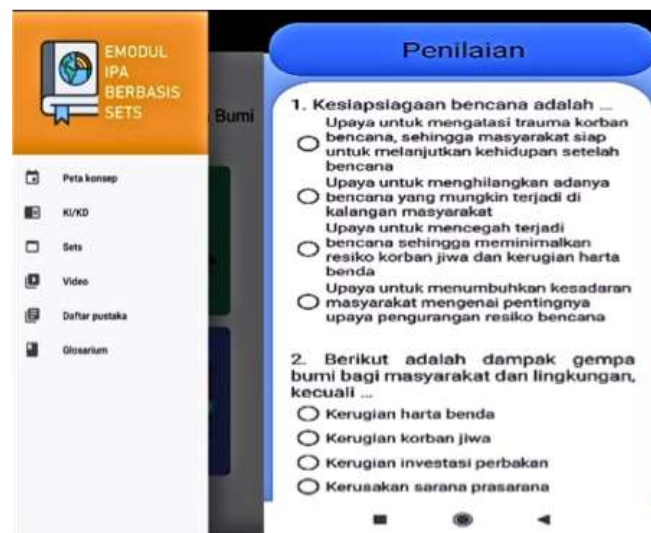 EMODUL
IPA
BERBASIS
SETS
Peta konsep
KI/KD
Sets
Video
Daftar pustaka
Glosarium
Bumi
Penilaian
1. Kesiapsiagaan bencana adalah ...
Upaya untuk mengatasi trauma korban
bencana, sehingga masyarakat siap
untuk melanjutkan kehidupan setelah
bencana
Upaya untuk menghilangkan adanya
bencana yang mungkin terjadi di
kalangan masyarakat
Upaya untuk mencegah terjadi
bencana sehingga meminimalkan
resiko korban jiwa dan kerugian harta
benda
Upaya untuk menumbuhkan kesadaran
masyarakat mengenai pentingnya
upaya pengurangan resiko bencana
2. Berikut adalah dampak gempa
bumi bagi masyarakat dan lingkungan,
kecuali ...
Kerugian harta benda
Kerugian korban jiwa
Kerugian investasi perbakan
Kerusakan sarana prasarana